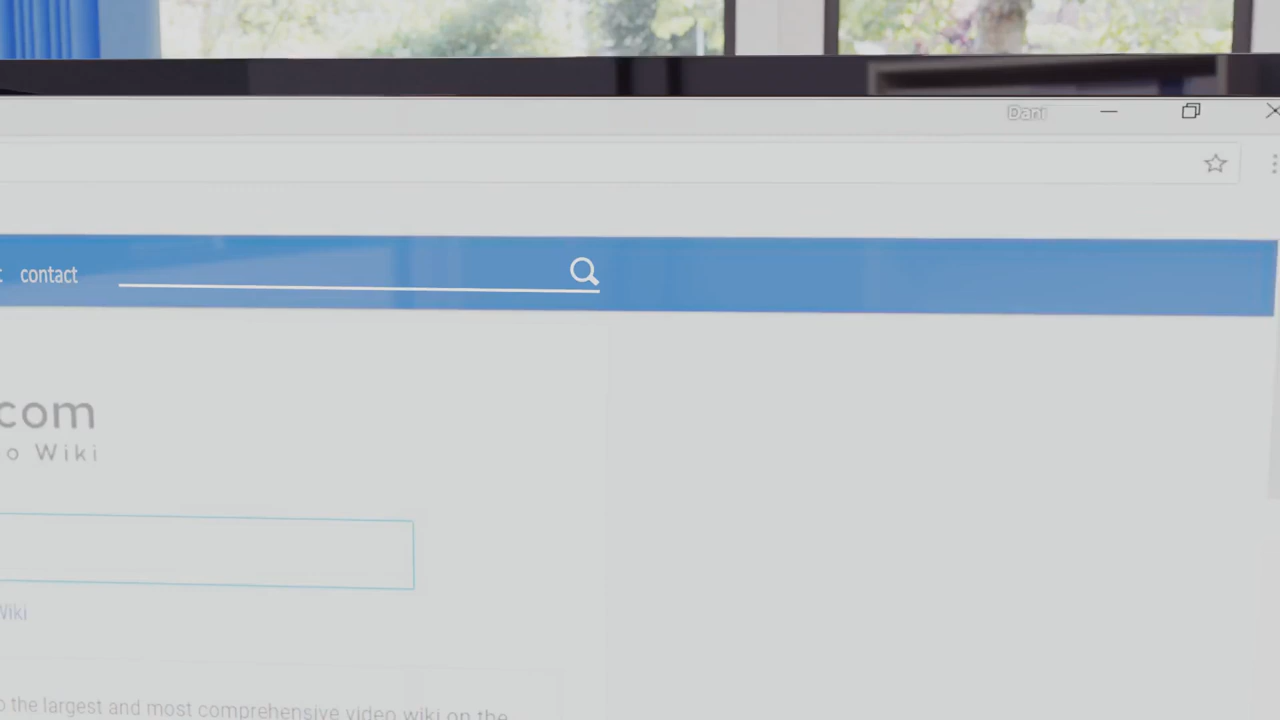 Dani
contact
com
o Wiki
Wiki
the largest and most comprehensive video wiki on the